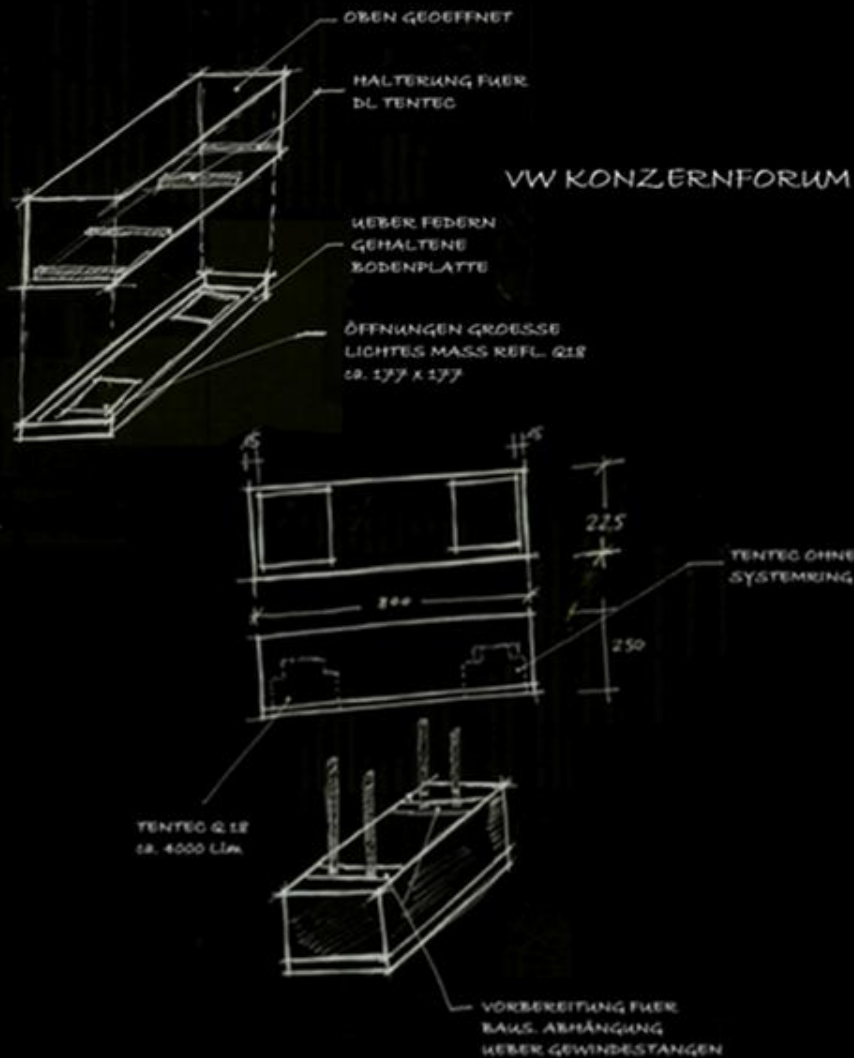 OBEN GEOEFFNET
HALTERUNG FUER
DL TENTEC
VW KONZERNFORUM
UEBER FEDERN
GEHALTENE
BODENPLATTE
ÖFFNUNGEN GROESSE
LICHTES MASS REFL. Q18
ca. 177 x 177
15
15
225
TENTEC OHNE
SYSTEMRING
800
250
TENTEC Q 18
ca. 4000 Llm
VORBEREITUNG FUER
BAUS. ABHÄNGUNG
UEBER GEWINDESTANGEN